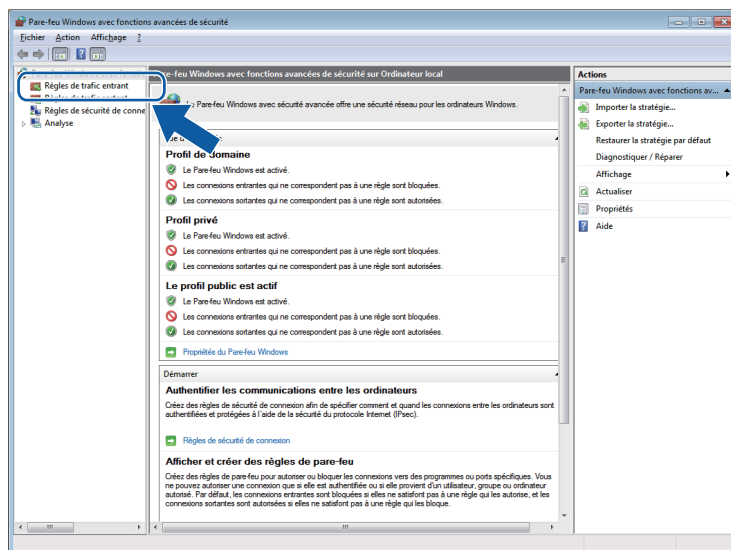 Pare-feu Windows avec fonctions avancées de sécurité
Fichier Action Affichage ?
Règles de trafic entrant
Règles de trafic sortant
Règles de sécurité de conne
Analyse
e-feu Windows avec fonctions avancées de sécurité sur Ordinateur local
Pare-feu Windows avec sécurité avancée offre une sécurité réseau pour les ordinateurs Windows.
Profil de domaine
Le Pare-feu Windows est activé.
Les connexions entrantes qui ne correspondent pas à une règle sont bloquées.
Les connexions sortantes qui ne correspondent pas à une règle sont autorisées.
Profil privé
Le Pare-feu Windows est activé.
Les connexions entrantes qui ne correspondent pas à une règle sont bloquées.
Les connexions sortantes qui ne correspondent pas à une règle sont autorisées.
Le profil public est actif
Le Pare-feu Windows est activé.
Les connexions entrantes qui ne correspondent pas à une règle sont bloquées.
Les connexions sortantes qui ne correspondent pas à une règle sont autorisées.
Propriétés du Pare-feu Windows
Démarrer
Authentifier les communications entre les ordinateurs
Créez des règles de sécurité de connexion afin de spécifier comment et quand les connexions entre les ordinateurs sont
authentifiées et protégées à l'aide de la sécurité du protocole Internet (IPsec).
Règles de sécurité de connexion
Afficher et créer des règles de pare-feu
Créez des règles de pare-feu pour autoriser ou bloquer les connexions vers des programmes ou ports spécifiques. Vous
ne pouvez autoriser une connexion que si elle est authentifiée ou si elle provient d'un utilisateur, groupe ou ordinateur
autorisé. Par défaut, les connexions entrantes sont bloquées si elles ne satisfont pas à une règle qui les autorise, et les
connexions sortantes sont autorisées si elles ne satisfont pas à une règle qui les bloque.
Actions
Pare-feu Windows avec fonctions av...
Importer la stratégie...
Exporter la stratégie...
Restaurer la stratégie par défaut
Diagnostiquer / Réparer
Affichage
Actualiser
Propriétés
Aide